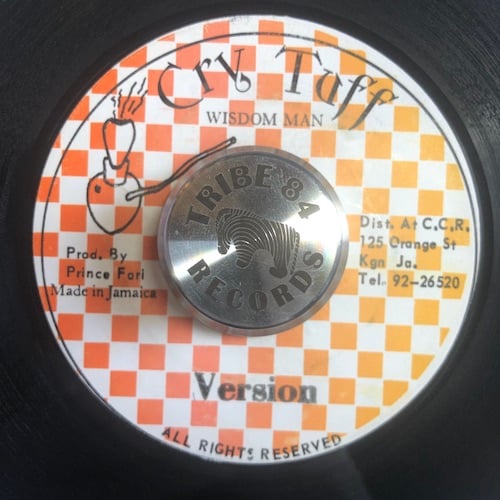 Cry Tuff
WISDOM MAN
TRIBE '84
RECORDS
Prod. By
Prince Fari
Made in Jamaica
Dist. At C.C.R.
125 Orange St
Kgn Ja.
Tel. 92-26520
Version
ALL RIGHTS RESERVED